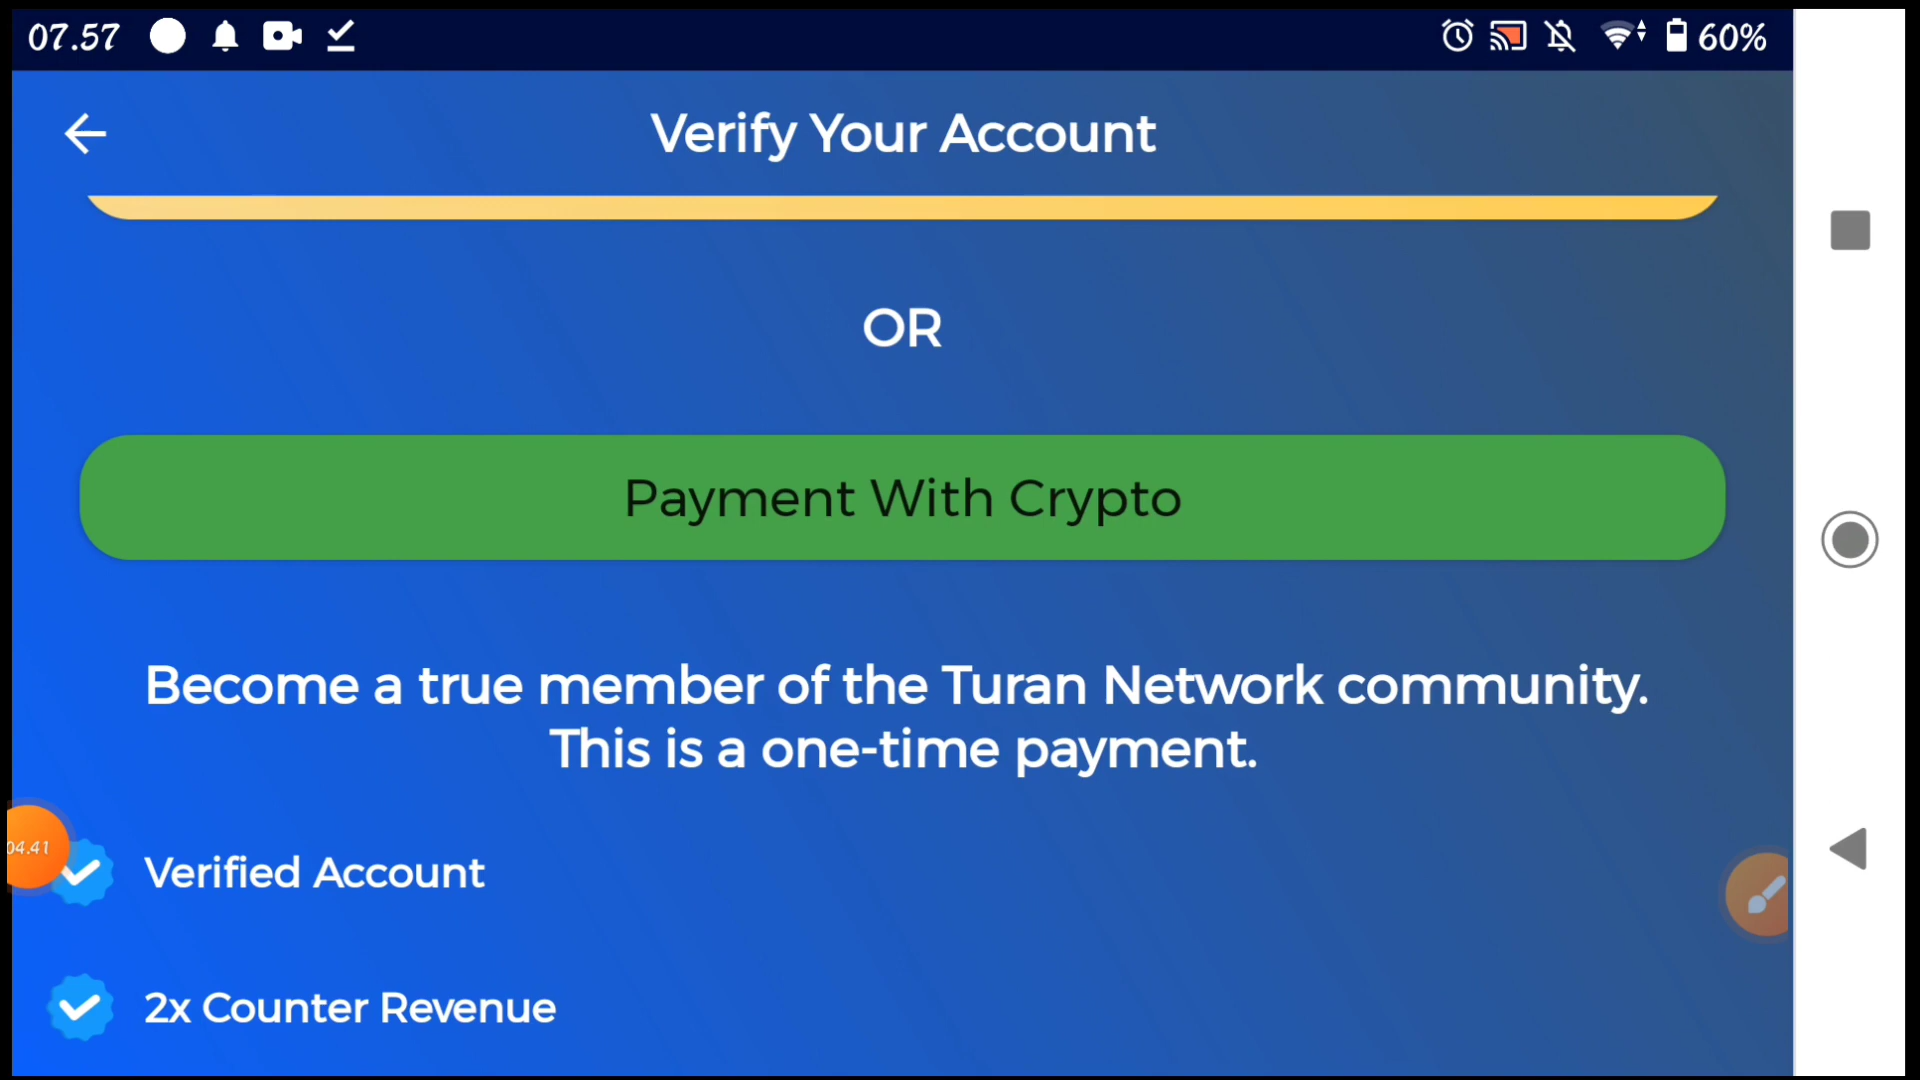 07.57
60%
Verify Your Account
OR
Payment With Crypto
Become a true member of the Turan Network community.
This is a one-time payment.
04.41
Verified Account
2x Counter Revenue